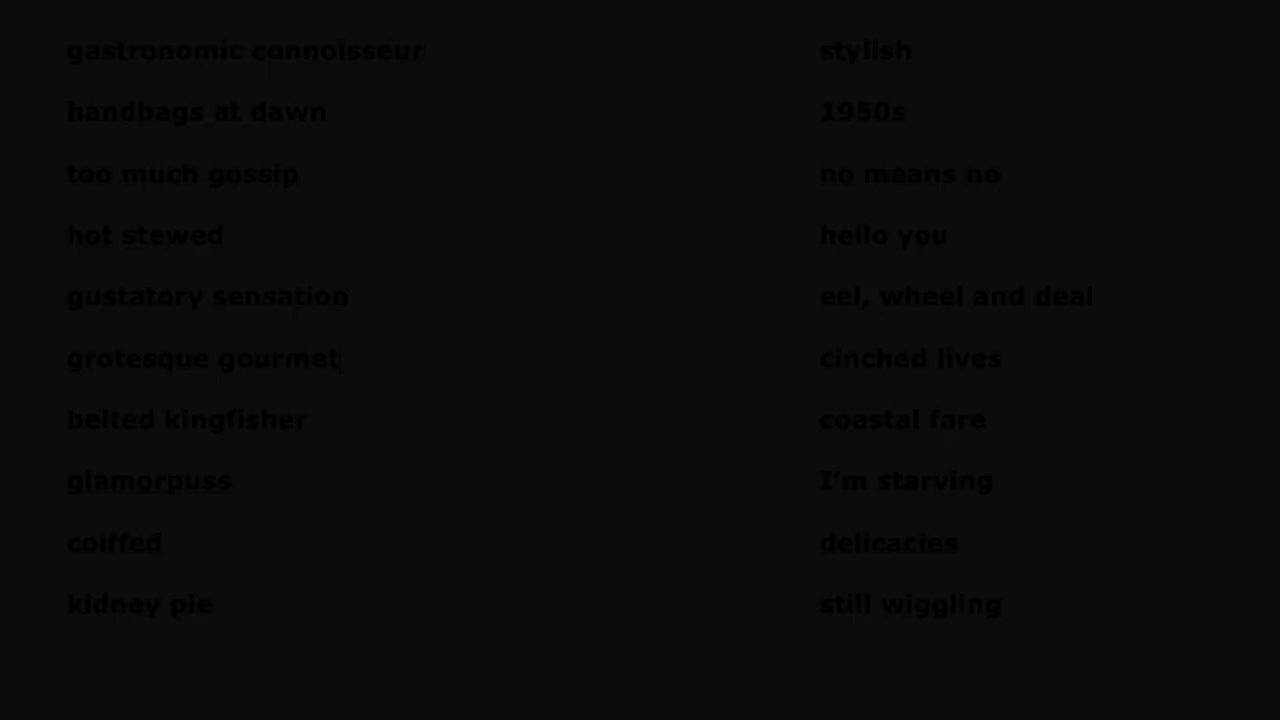 gastronomic connoisseur
handbags at dawn
too much gossip
hot stewed
gustatory sensation
grotesque gourmet
belted kingfisher
glamorpuss
coiffed
kidney pie
stylish
1950s
no means no
hello you
eel, wheel and deal
cinched lives
coastal fare
I'm starving
delicacies
still wiggling